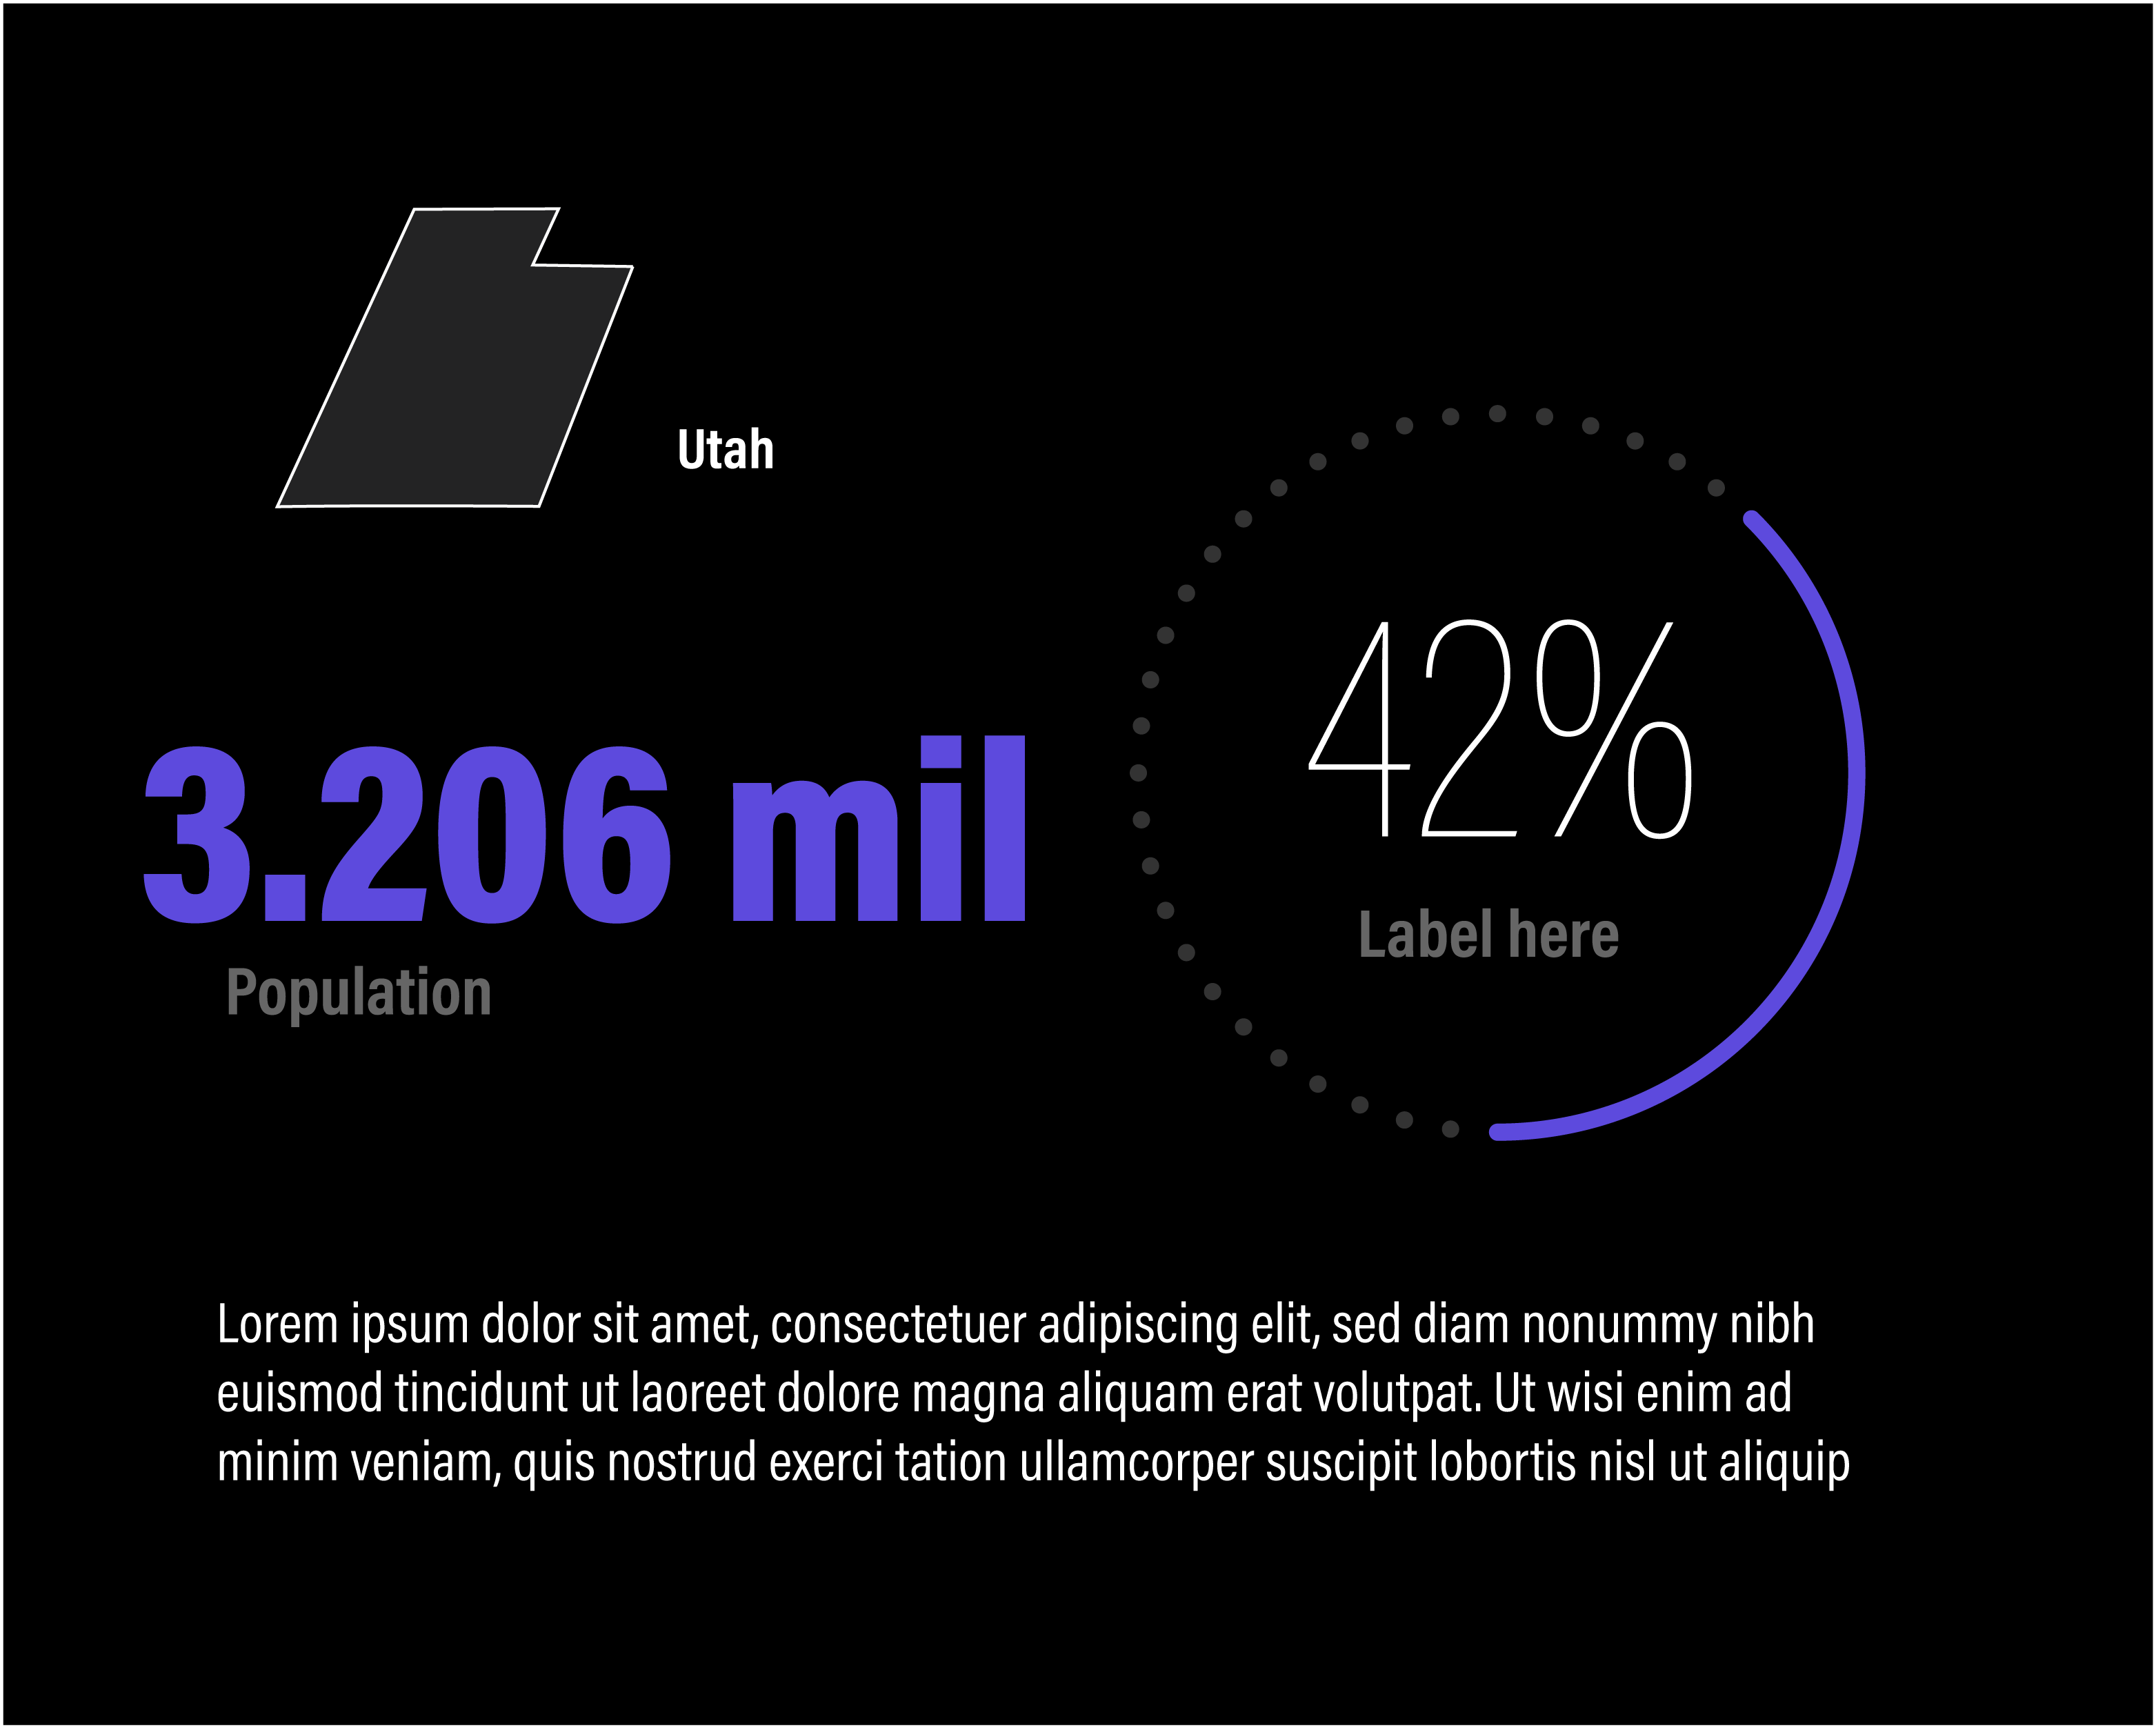 Utah
3.206 mil
Population
42%
Label here
Lorem ipsum dolor sit amet, consectetuer adipiscing elit, sed diam nonummy nibh
euismod tincidunt ut laoreet dolore magna aliquam erat volutpat. Ut wisi enim ad
minim veniam, quis nostrud exerci tation ullamcorper suscipit lobortis nisl ut aliquip